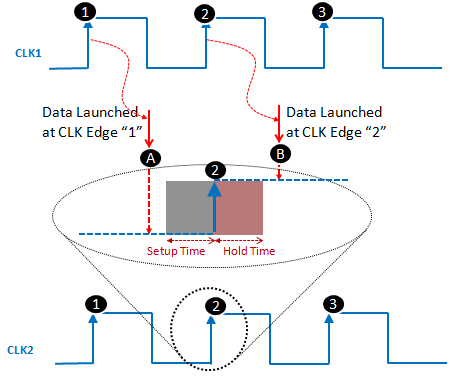 1
2
3
CLK1
Data Launched
at CLK Edge “1”
Data Launched
at CLK Edge “2”
A
B
2
Setup Time
Hold Time
1
2
3
CLK2